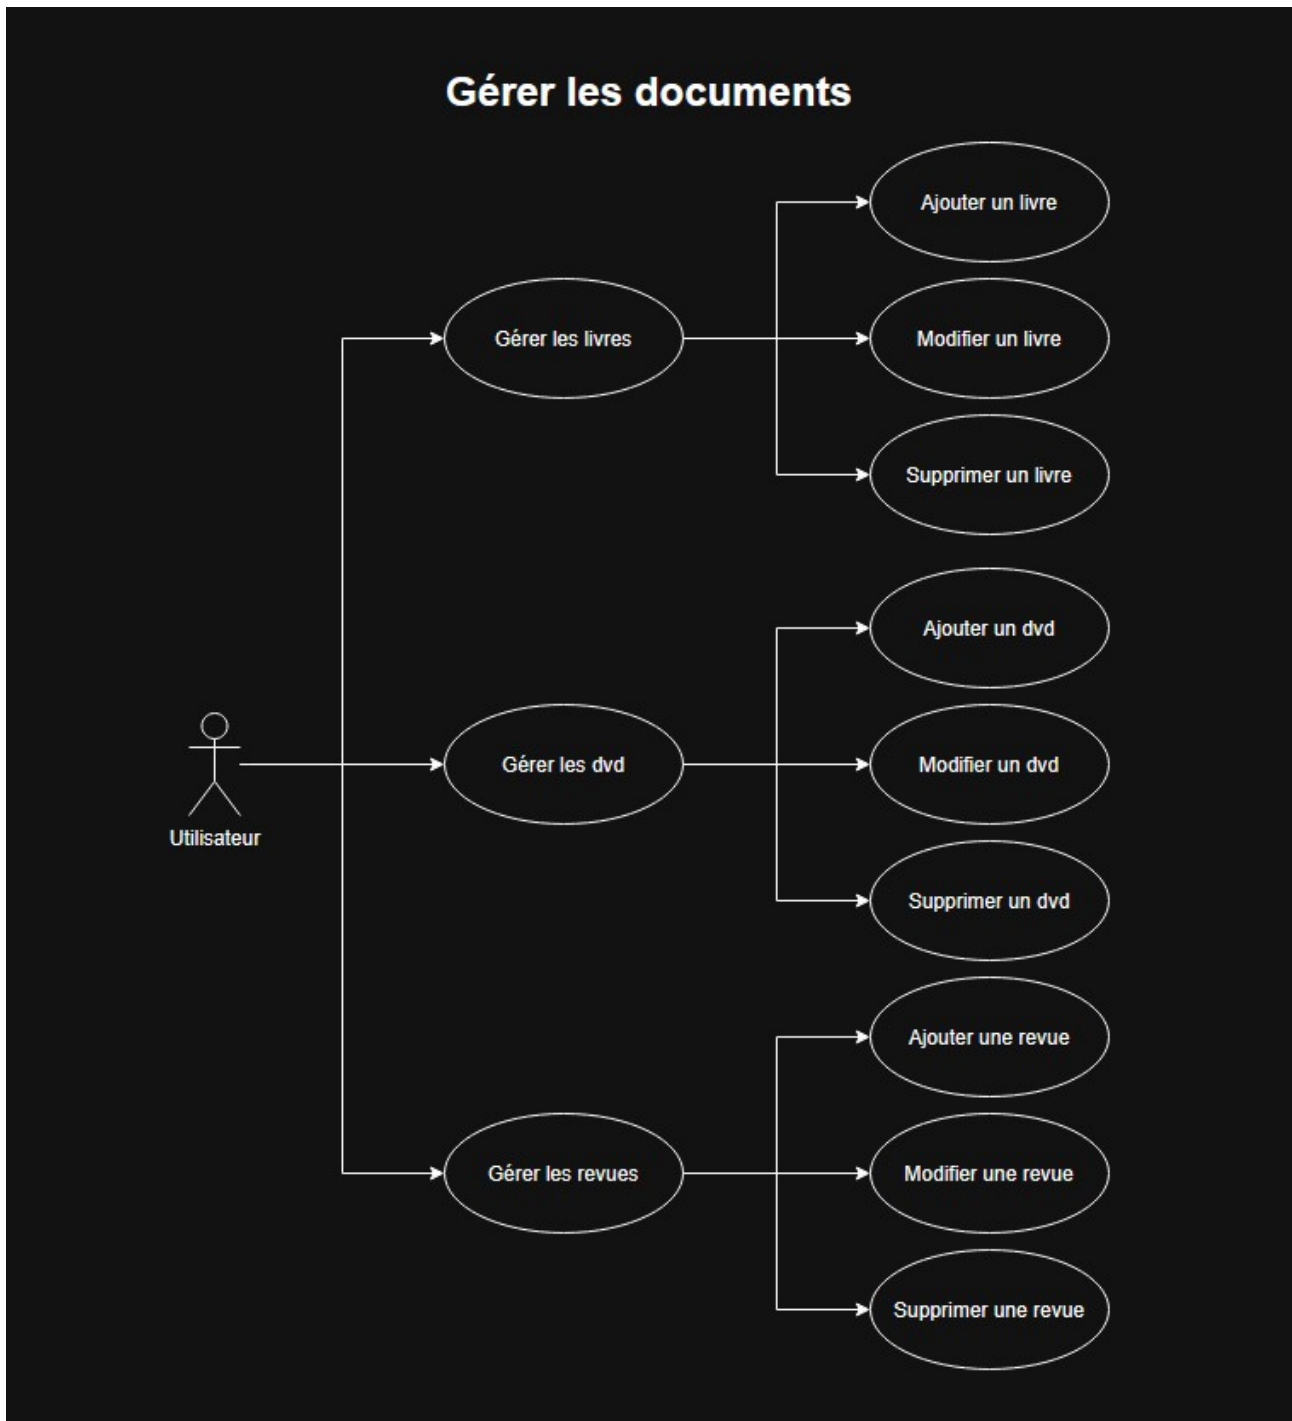 Gérer les documents
Ajouter un livre
Gérer les livres
Modifier un livre
Supprimer un livre
Ajouter un dvd
Gérer les dvd
Modifier un dvd
Utilisateur
Supprimer un dvd
Ajouter une revue
Gérer les revues
Modifier une revue
Supprimer une revue